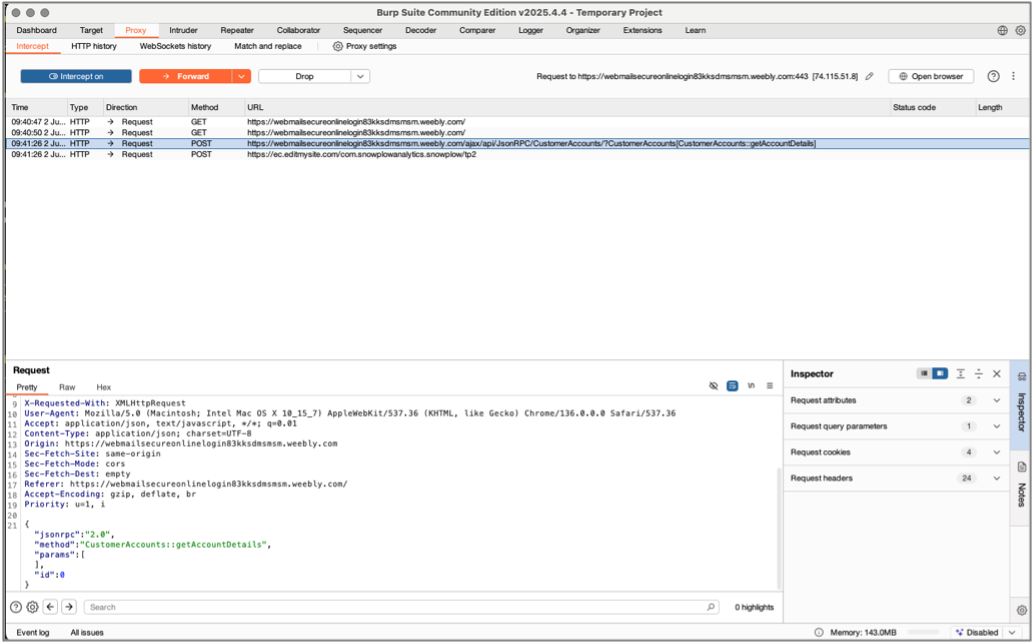 Burp Suite Community Edition v2025.4.4 - Temporary Project
Dashboard Target Proxy Intruder Repeater Collaborator Sequencer Decoder Comparer Logger Organizer Extensions Learn
Intercept HTTP history WebSockets history Match and replace Proxy settings
Intercept on Forward Drop Request to https://webmailsecureonlinelogin83kksdmsmsm.weebly.com:443 [74.115.51.8] Open browser
Time Type Direction Method URL Status code Length
09:40:47 2 Ju... HTTP → Request GET https://webmailsecureonlinelogin83kksdmsmsm.weebly.com/
09:40:50 2 Ju... HTTP → Request GET https://webmailsecureonlinelogin83kksdmsmsm.weebly.com/
09:41:26 2 Ju... HTTP → Request POST https://webmailsecureonlinelogin83kksdmsmsm.weebly.com/ajax/api/JsonRPC/CustomerAccounts/?CustomerAccounts[CustomerAccounts::getAccountDetails]
09:41:26 2 Ju... HTTP → Request POST https://ec.editmysite.com/com.snowplowanalytics.snowplow/tp2
Request
Pretty Raw Hex
9 X-Requested-With: XMLHttpRequest
10 User-Agent: Mozilla/5.0 (Macintosh; Intel Mac OS X 10_15_7) AppleWebKit/537.36 (KHTML, like Gecko) Chrome/136.0.0.0 Safari/537.36
11 Accept: application/json, text/javascript, */*; q=0.01
12 Content-Type: application/json; charset=UTF-8
13 Origin: https://webmailsecureonlinelogin83kksdmsmsm.weebly.com
14 Sec-Fetch-Site: same-origin
15 Sec-Fetch-Mode: cors
16 Sec-Fetch-Dest: empty
17 Referer: https://webmailsecureonlinelogin83kksdmsmsm.weebly.com/
18 Accept-Encoding: gzip, deflate, br
19 Priority: u=1, i
20
21 {
"jsonrpc":"2.0",
"method":"CustomerAccounts::getAccountDetails",
"params":[
],
"id":0
}
Search 0 highlights
Inspector
Request attributes 2
Request query parameters 1
Request cookies 4
Request headers 24
Inspector
Notes
Event log All issues Memory: 143.0MB Disabled